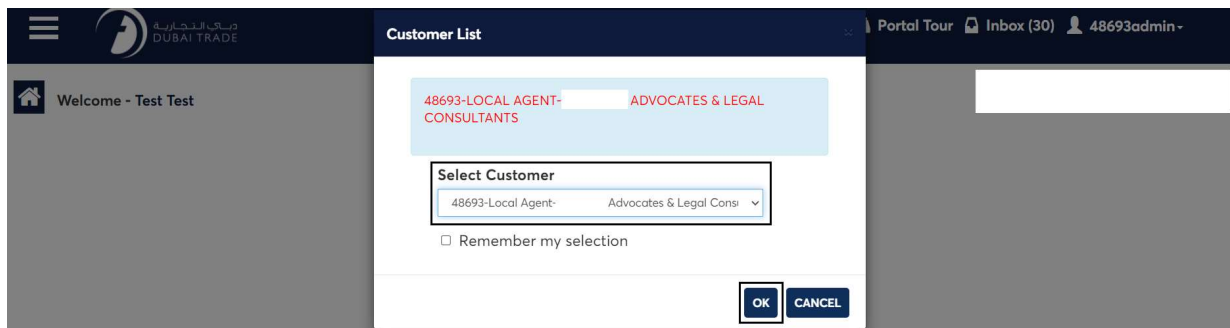 دبي التجارية
DUBAI TRADE
Customer List
×
Portal Tour Inbox (30) 48693admin
Welcome - Test Test
48693-LOCAL AGENT- ADVOCATES & LEGAL
CONSULTANTS
Select Customer
48693-Local Agent- Advocates & Legal Consu
Remember my selection
OK CANCEL